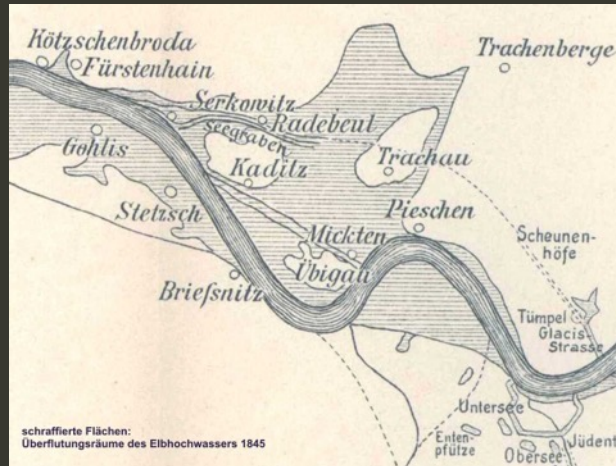 Kötzschenbroda
Fürstenhain
Trachenberge
Serkowitz
Radebeul
Seegraben
Gohlis
Kaditz
Trachau
Stetzsch
Pieschen
Mickten
Scheunen-
höfe
Übigau
Briefsnitz
Tümpel
Glacis-
Strasse
Untersee
Enten-
pfütze
Obersee
Jüdent
schraffierte Flächen:
Überflutungsräume des Elbhochwassers 1845